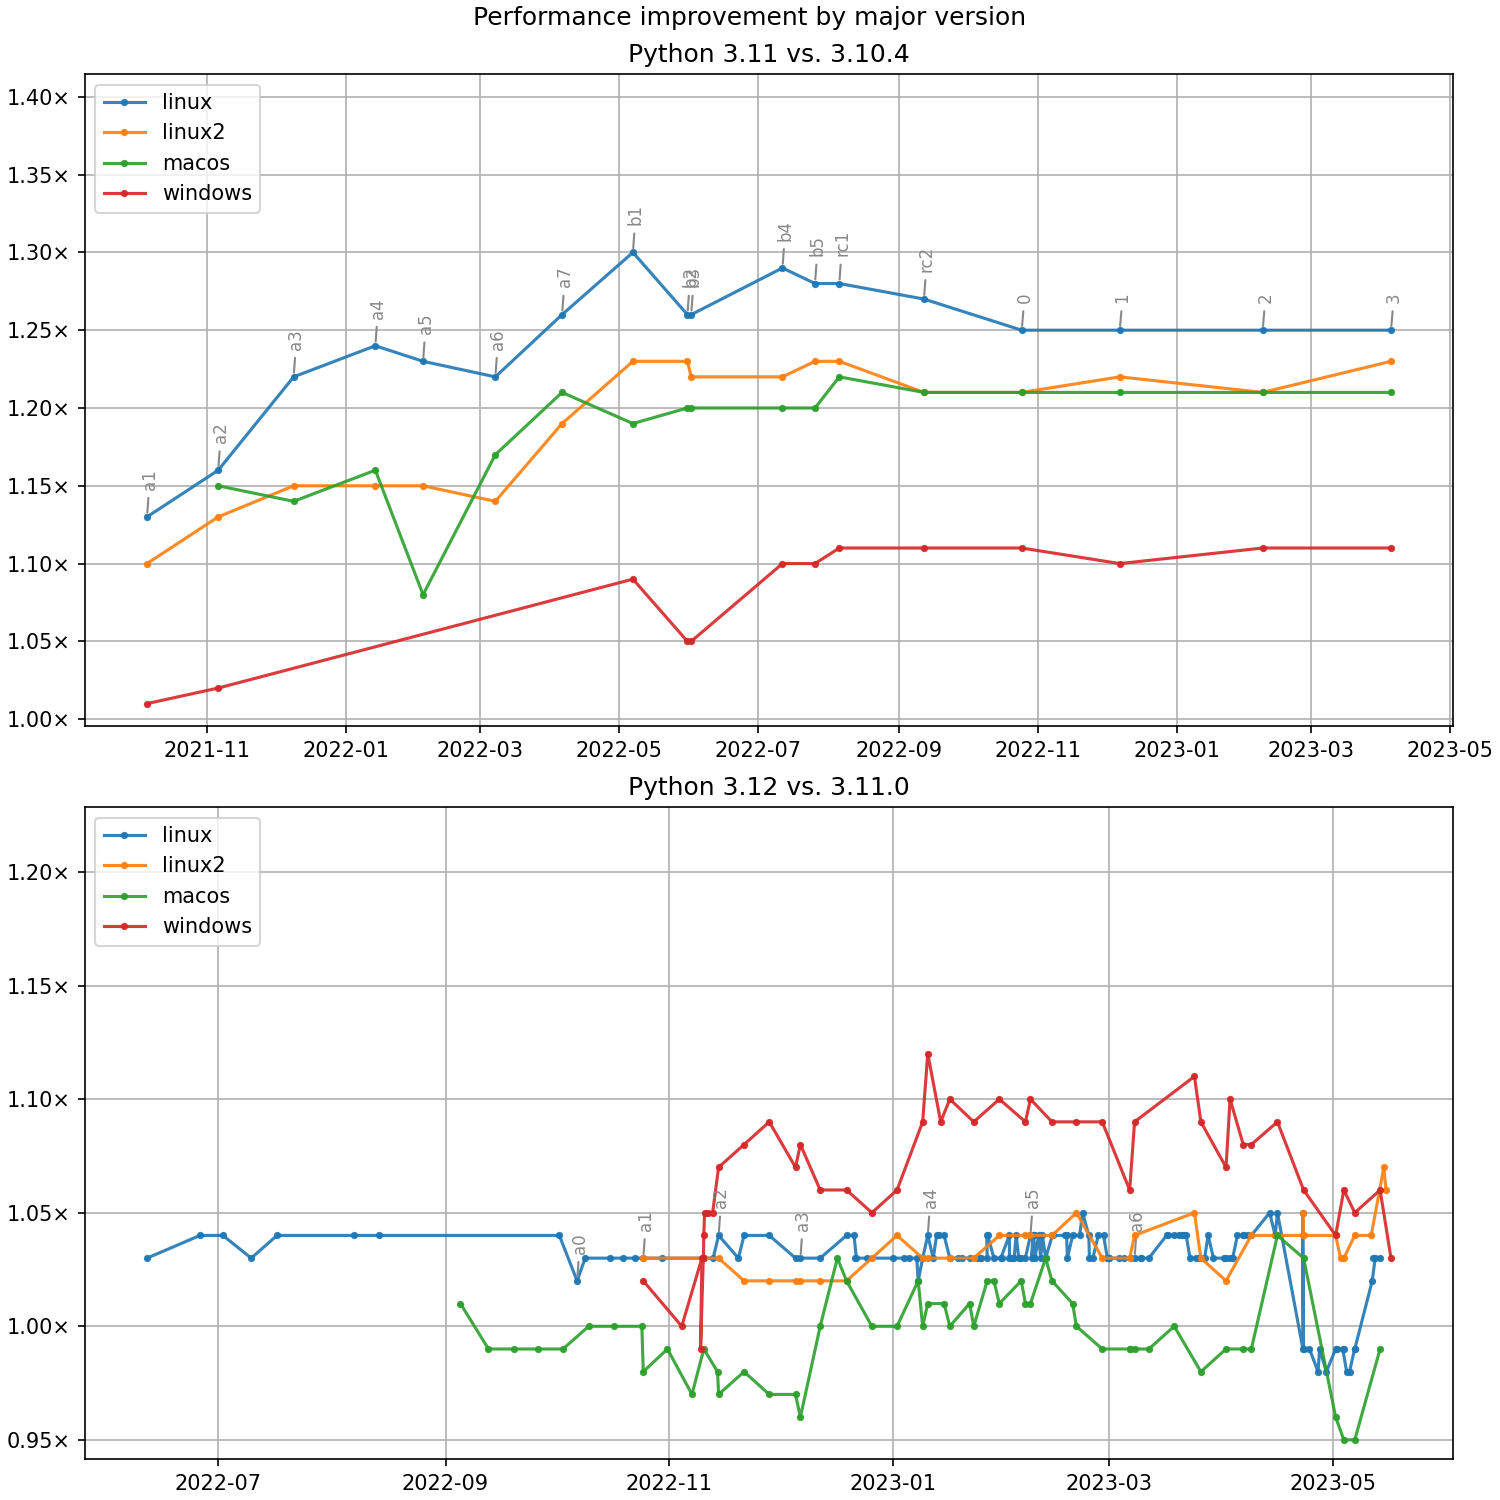 Performance improvement by major version
Python 3.11 vs. 3.10.4
1.40×
1.35×
1.30×
1.25×
1.20×
1.15×
1.10×
1.05×
1.00×
linux
linux2
macos
windows
a1
a2
a3
a4
a5
a6
a7
b1
b4
b5
rc1
rc2
0
1
2
3
2021-11 2022-01 2022-03 2022-05 2022-07 2022-09 2022-11 2023-01 2023-03 2023-05
Python 3.12 vs. 3.11.0
1.20×
1.15×
1.10×
1.05×
1.00×
0.95×
linux
linux2
macos
windows
a0
a1
a2
a3
a4
a5
a6
2022-07 2022-09 2022-11 2023-01 2023-03 2023-05